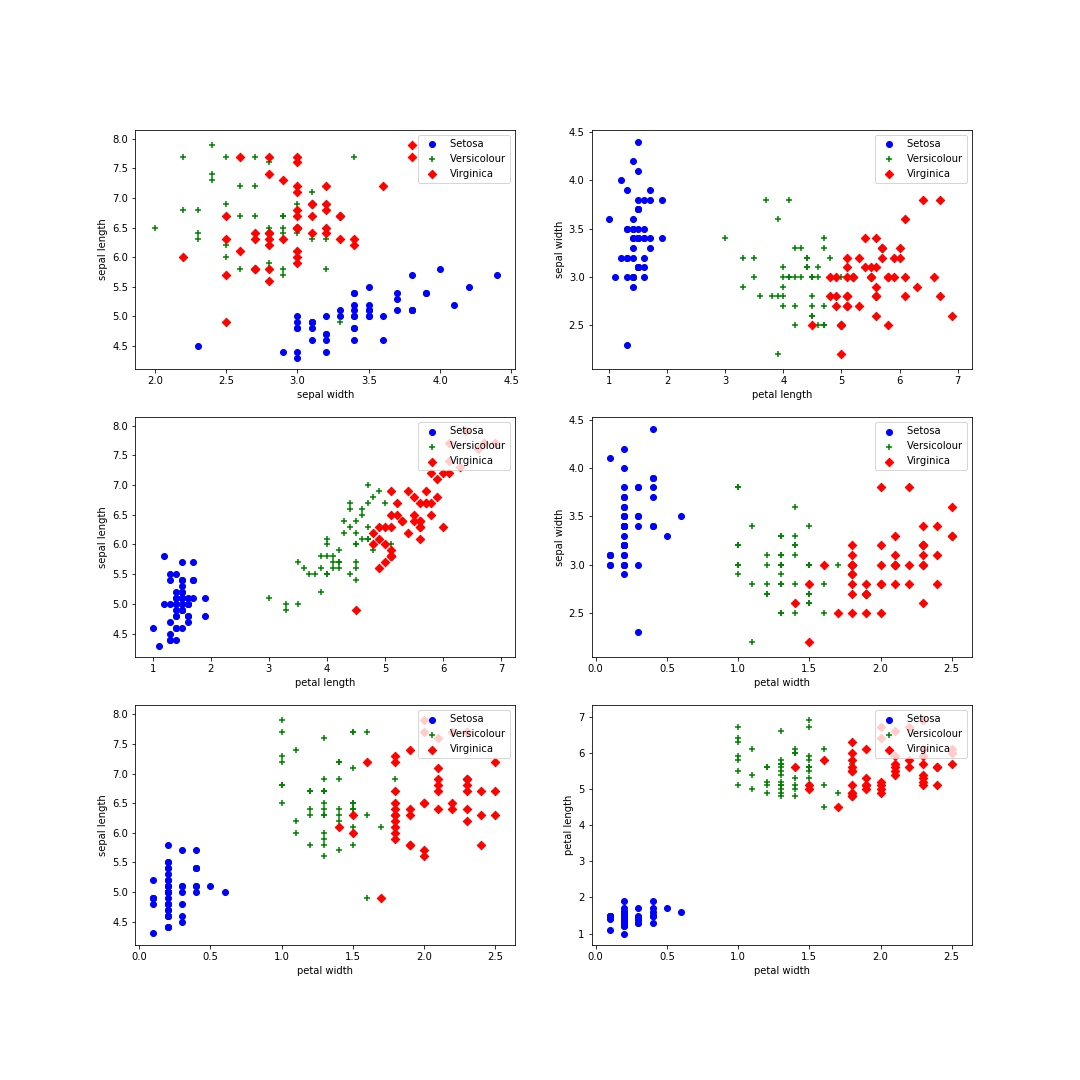 8.0
7.5
7.0
6.5
6.0
5.5
5.0
4.5
sepal length
2.0 2.5 3.0 3.5 4.0 4.5
sepal width
Setosa
Versicolour
Virginica
4.5
4.0
3.5
3.0
2.5
sepal width
1 2 3 4 5 6 7
petal length
Setosa
Versicolour
Virginica
8.0
7.5
7.0
6.5
6.0
5.5
5.0
4.5
sepal length
1 2 3 4 5 6 7
petal length
Setosa
Versicolour
Virginica
4.5
4.0
3.5
3.0
2.5
sepal width
0.0 0.5 1.0 1.5 2.0 2.5
petal width
Setosa
Versicolour
Virginica
8.0
7.5
7.0
6.5
6.0
5.5
5.0
4.5
sepal length
0.0 0.5 1.0 1.5 2.0 2.5
petal width
Setosa
Versicolour
Virginica
7
6
5
4
3
2
1
petal length
0.0 0.5 1.0 1.5 2.0 2.5
petal width
Setosa
Versicolour
Virginica